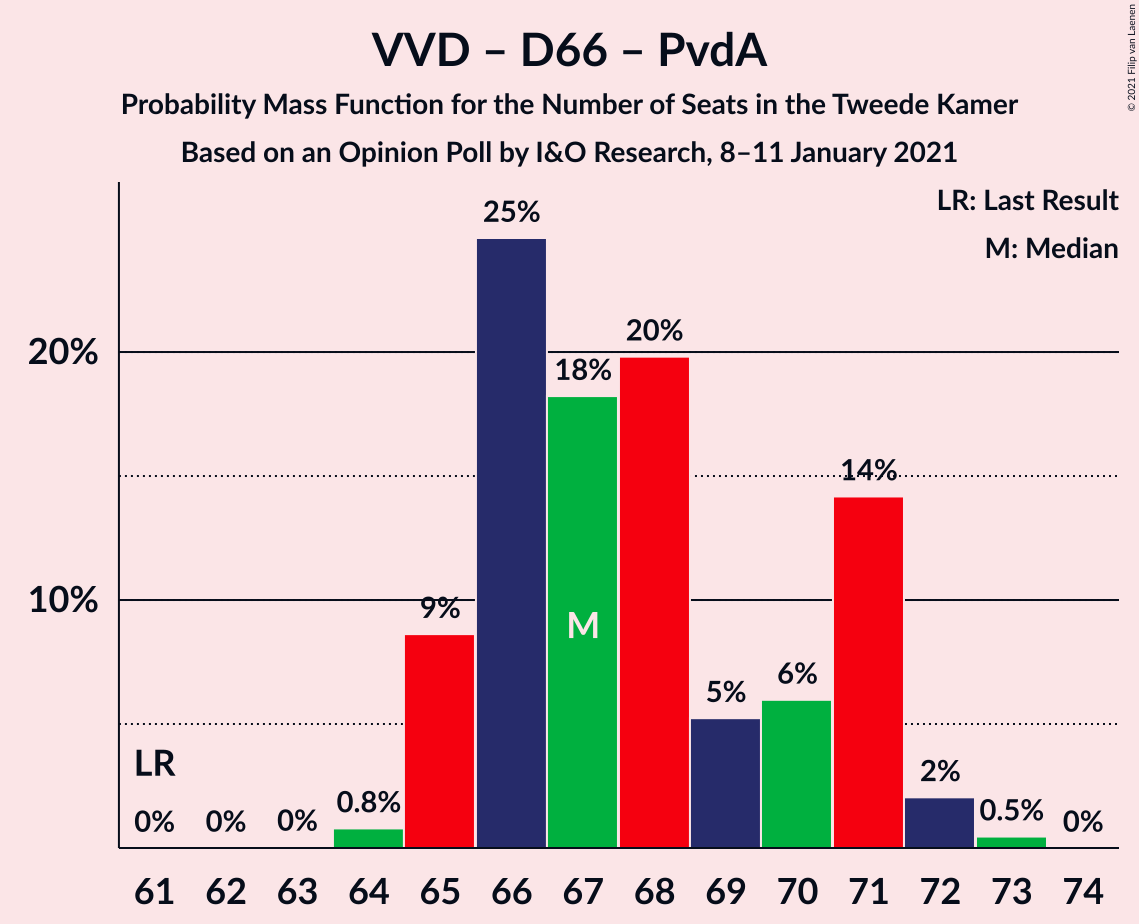 VVD – D66 – PvdA
Probability Mass Function for the Number of Seats in the Tweede Kamer
Based on an Opinion Poll by I&O Research, 8–11 January 2021
© 2021 Filip van Laenen
LR: Last Result
M: Median
25%
20%
20%
18%
14%
10%
9%
M
6%
5%
LR
2%
0.8%
0.5%
0% 0% 0% 0%
61 62 63 64 65 66 67 68 69 70 71 72 73 74